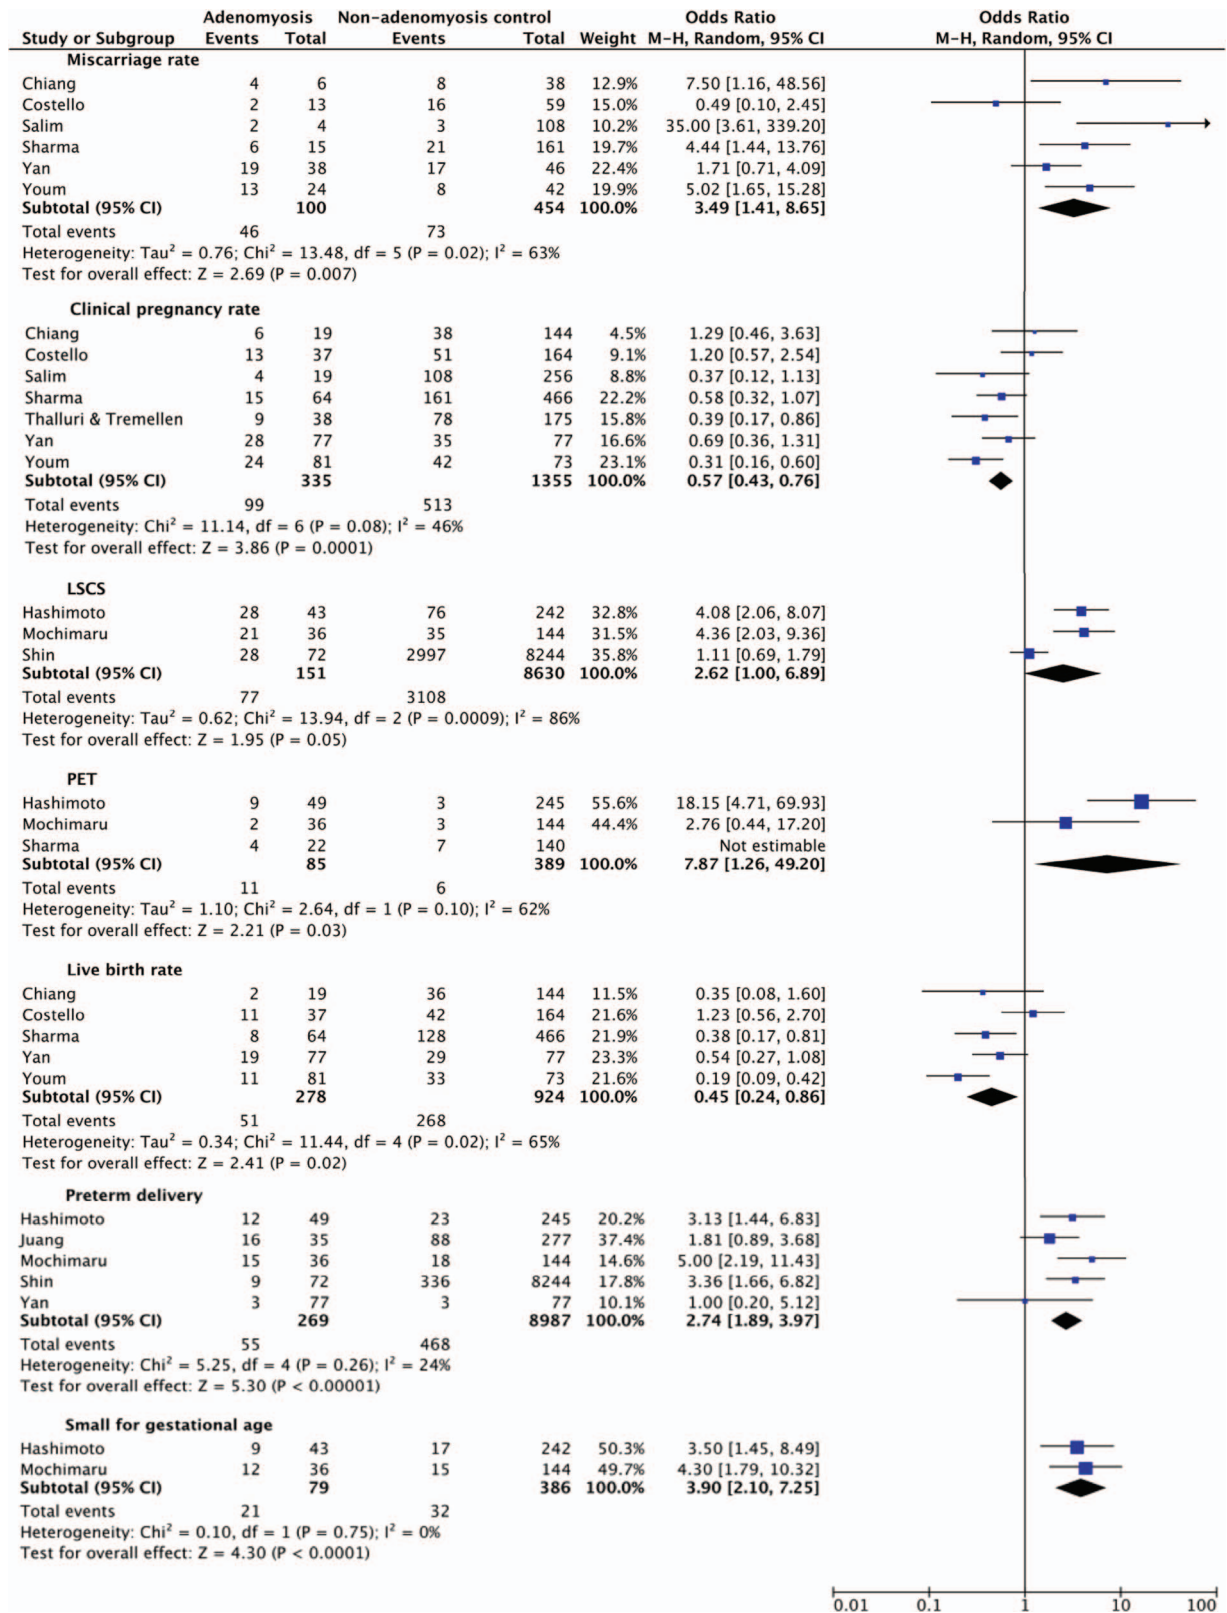 Adenomyosis Non-adenomyosis control Odds Ratio Odds Ratio
Study or Subgroup Events Total Events Total Weight M-H, Random, 95% CI M-H, Random, 95% CI
Miscarriage rate
Chiang 4 6 8 38 12.9% 7.50 [1.16, 48.56]
Costello 2 13 16 59 15.0% 0.49 [0.10, 2.45]
Salim 2 4 3 108 10.2% 35.00 [3.61, 339.20]
Sharma 6 15 21 161 19.7% 4.44 [1.44, 13.76]
Yan 19 38 17 46 22.4% 1.71 [0.71, 4.09]
Youm 13 24 8 42 19.9% 5.02 [1.65, 15.28]
Subtotal (95% CI) 100 454 100.0% 3.49 [1.41, 8.65]
Total events 46 73
Heterogeneity: Tau² = 0.76; Chi² = 13.48, df = 5 (P = 0.02); I² = 63%
Test for overall effect: Z = 2.69 (P = 0.007)
Clinical pregnancy rate
Chiang 6 19 38 144 4.5% 1.29 [0.46, 3.63]
Costello 13 37 51 164 9.1% 1.20 [0.57, 2.54]
Salim 4 19 108 256 8.8% 0.37 [0.12, 1.13]
Sharma 15 64 161 466 22.2% 0.58 [0.32, 1.07]
Thalluri & Tremellen 9 38 78 175 15.8% 0.39 [0.17, 0.86]
Yan 28 77 35 77 16.6% 0.69 [0.36, 1.31]
Youm 24 81 42 73 23.1% 0.31 [0.16, 0.60]
Subtotal (95% CI) 335 1355 100.0% 0.57 [0.43, 0.76]
Total events 99 513
Heterogeneity: Chi² = 11.14, df = 6 (P = 0.08); I² = 46%
Test for overall effect: Z = 3.86 (P = 0.0001)
LSCS
Hashimoto 28 43 76 242 32.8% 4.08 [2.06, 8.07]
Mochimaru 21 36 35 144 31.5% 4.36 [2.03, 9.36]
Shin 28 72 2997 8244 35.8% 1.11 [0.69, 1.79]
Subtotal (95% CI) 151 8630 100.0% 2.62 [1.00, 6.89]
Total events 77 3108
Heterogeneity: Tau² = 0.62; Chi² = 13.94, df = 2 (P = 0.0009); I² = 86%
Test for overall effect: Z = 1.95 (P = 0.05)
PET
Hashimoto 9 49 3 245 55.6% 18.15 [4.71, 69.93]
Mochimaru 2 36 3 144 44.4% 2.76 [0.44, 17.20]
Sharma 4 22 7 140 Not estimable
Subtotal (95% CI) 85 389 100.0% 7.87 [1.26, 49.20]
Total events 11 6
Heterogeneity: Tau² = 1.10; Chi² = 2.64, df = 1 (P = 0.10); I² = 62%
Test for overall effect: Z = 2.21 (P = 0.03)
Live birth rate
Chiang 2 19 36 144 11.5% 0.35 [0.08, 1.60]
Costello 11 37 42 164 21.6% 1.23 [0.56, 2.70]
Sharma 8 64 128 466 21.9% 0.38 [0.17, 0.81]
Yan 19 77 29 77 23.3% 0.54 [0.27, 1.08]
Youm 11 81 33 73 21.6% 0.19 [0.09, 0.42]
Subtotal (95% CI) 278 924 100.0% 0.45 [0.24, 0.86]
Total events 51 268
Heterogeneity: Tau² = 0.34; Chi² = 11.44, df = 4 (P = 0.02); I² = 65%
Test for overall effect: Z = 2.41 (P = 0.02)
Preterm delivery
Hashimoto 12 49 23 245 20.2% 3.13 [1.44, 6.83]
Juang 16 35 88 277 37.4% 1.81 [0.89, 3.68]
Mochimaru 15 36 18 144 14.6% 5.00 [2.19, 11.43]
Shin 9 72 336 8244 17.8% 3.36 [1.66, 6.82]
Yan 3 77 3 77 10.1% 1.00 [0.20, 5.12]
Subtotal (95% CI) 269 8987 100.0% 2.74 [1.89, 3.97]
Total events 55 468
Heterogeneity: Chi² = 5.25, df = 4 (P = 0.26); I² = 24%
Test for overall effect: Z = 5.30 (P < 0.00001)
Small for gestational age
Hashimoto 9 43 17 242 50.3% 3.50 [1.45, 8.49]
Mochimaru 12 36 15 144 49.7% 4.30 [1.79, 10.32]
Subtotal (95% CI) 79 386 100.0% 3.90 [2.10, 7.25]
Total events 21 32
Heterogeneity: Chi² = 0.10, df = 1 (P = 0.75); I² = 0%
Test for overall effect: Z = 4.30 (P < 0.0001)
0.01 0.1 1 10 100